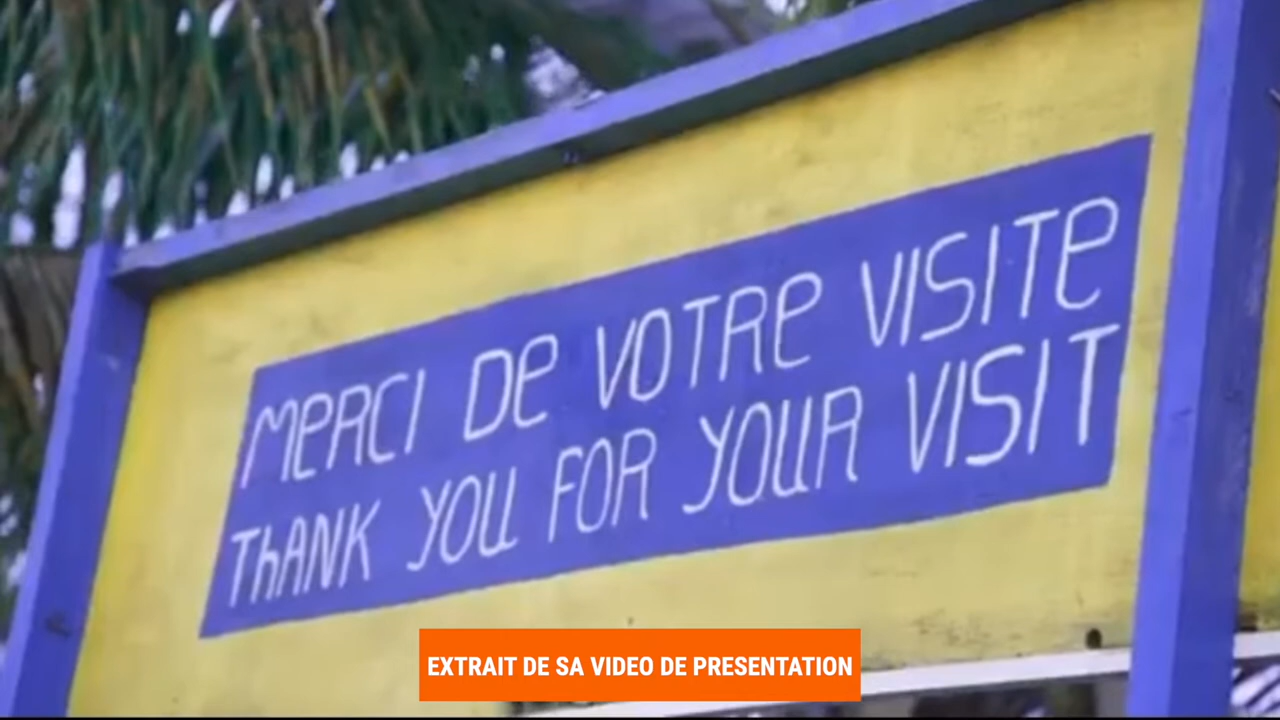 MERCI DE VOTRE VISITE
THANK YOU FOR YOUR VISIT
EXTRAIT DE SA VIDEO DE PRESENTATION